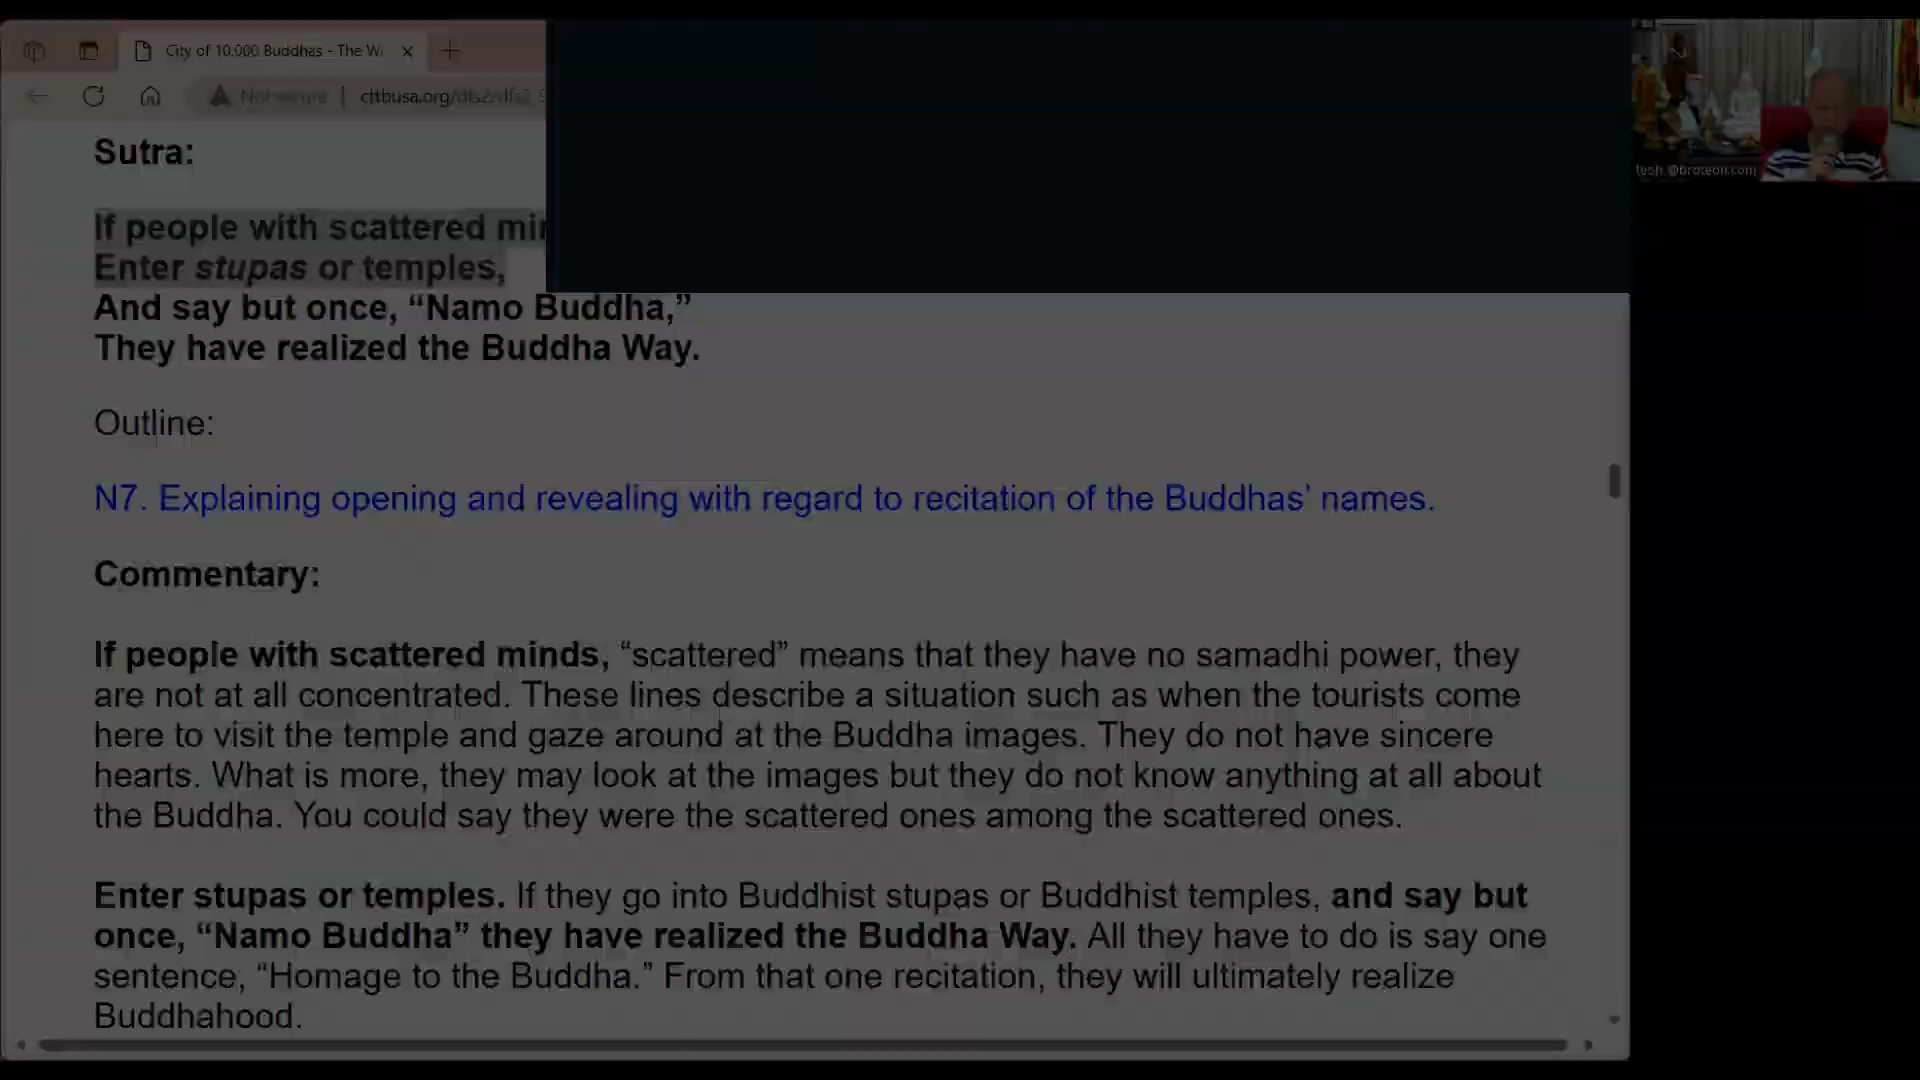 City of 10,000 Buddhas - The W
Not secure
Sutra:
If people with scattered
Enter stupas or temples,
And say but once, “Namo Buddha,”
They have realized the Buddha Way.
Outline:
N7. Explaining opening and revealing with regard to recitation of the Buddhas’ names.
Commentary:
If people with scattered minds, “scattered” means that they have no samadhi power, they
are not at all concentrated. These lines describe a situation such as when the tourists come
here to visit the temple and gaze around at the Buddha images. They do not have sincere
hearts. What is more, they may look at the images but they do not know anything at all about
the Buddha. You could say they were the scattered ones among the scattered ones.
Enter stupas or temples. If they go into Buddhist stupas or Buddhist temples, and say but
once, “Namo Buddha” they have realized the Buddha Way. All they have to do is say one
sentence, “Homage to the Buddha.” From that one recitation, they will ultimately realize
Buddhahood.